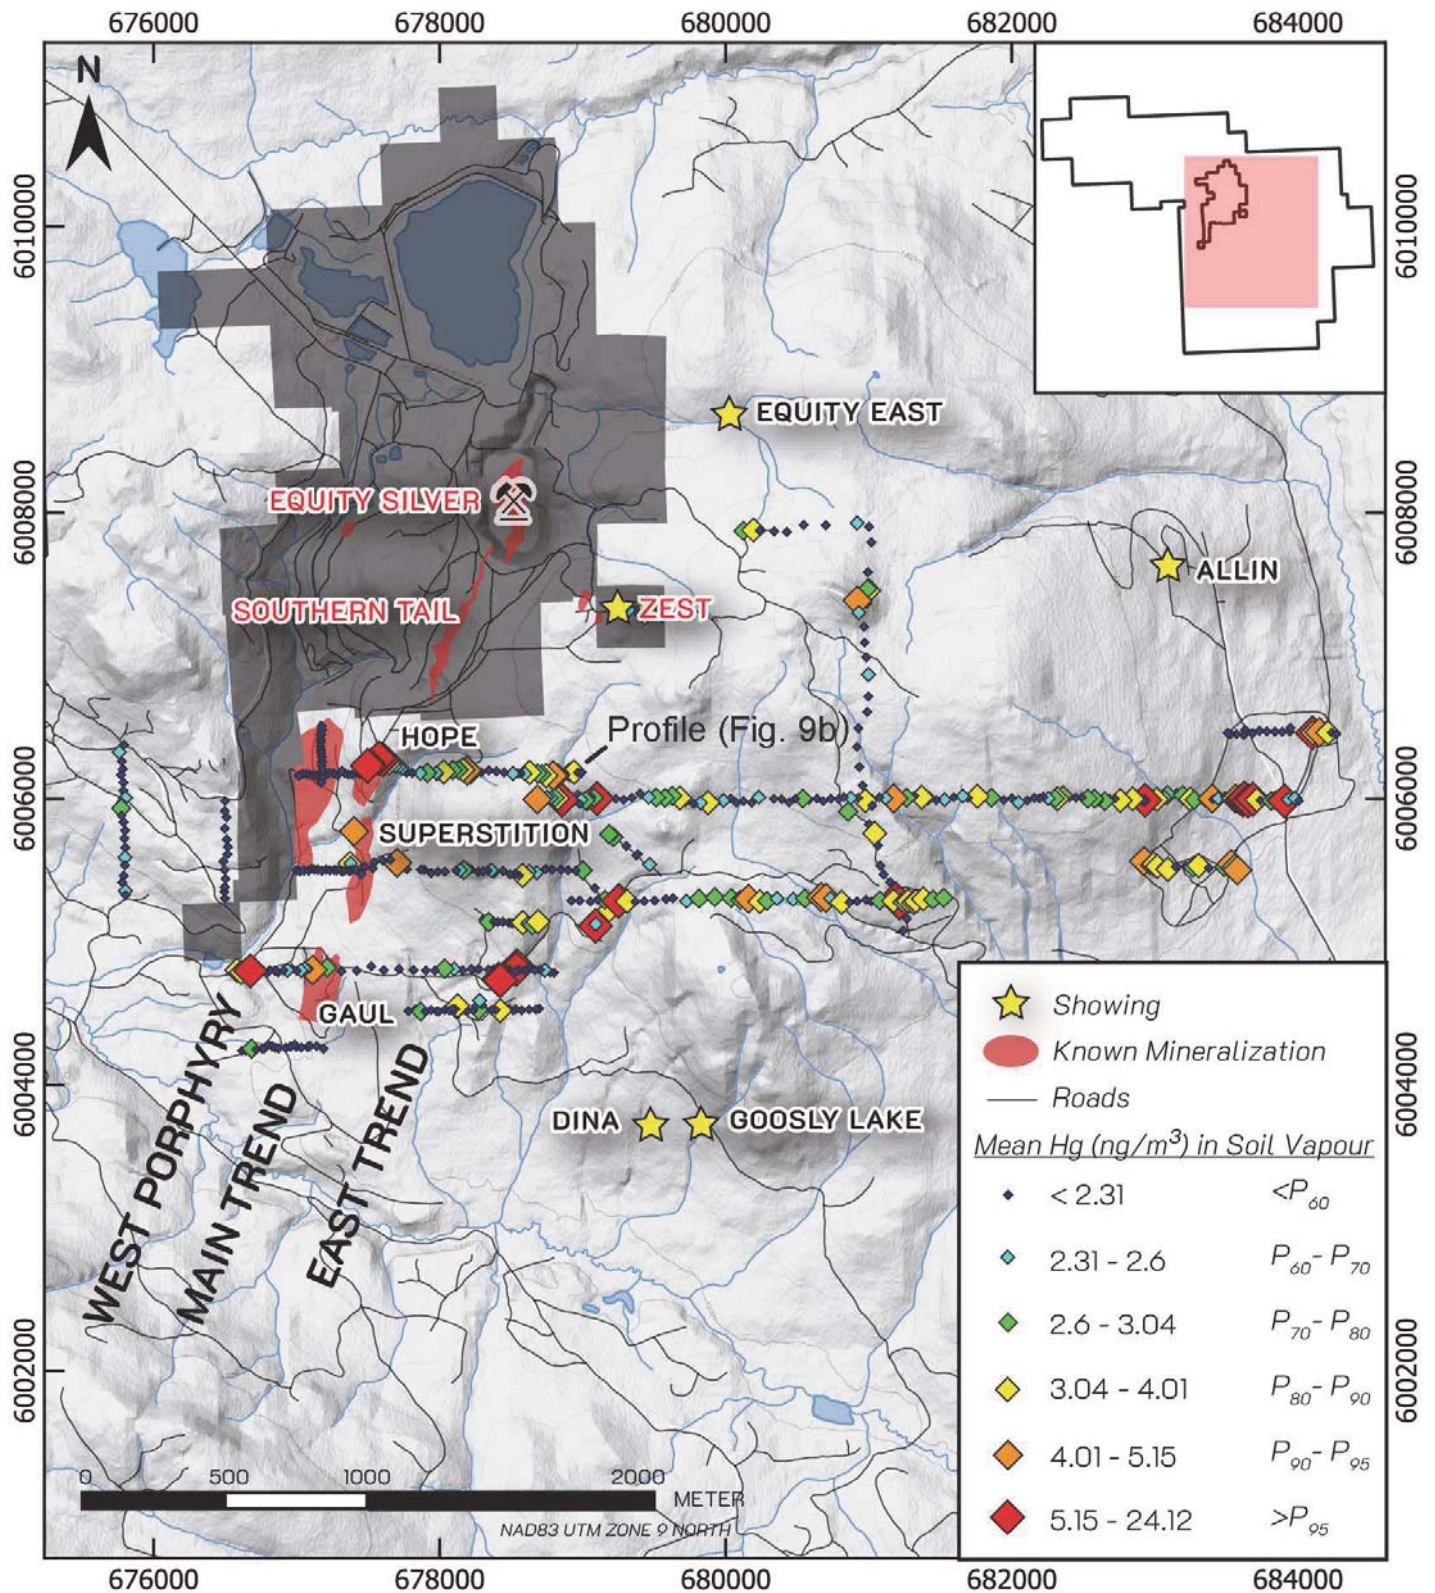 676000 678000 680000 682000 684000
N
6010000 6010000
EQUITY EAST
6008000 6008000
EQUITY SILVER
ALLIN
SOUTHERN TAIL
ZEST
HOPE
Profile (Fig. 9b)
6006000 6006000
SUPERSTITION
GAUL
WEST PORPHYRY
MAIN TREND
EAST TREND
6004000 6004000
DINA
GOOSLY LAKE
6002000 6002000
Showing
Known Mineralization
Roads
Mean Hg (ng/m³) in Soil Vapour
< 2.31 <P60
2.31 - 2.6 P60- P70
2.6 - 3.04 P70- P80
3.04 - 4.01 P80- P90
4.01 - 5.15 P90- P95
5.15 - 24.12 >P95
0 500 1000 2000
METER
NAD83 UTM ZONE 9 NORTH
676000 678000 680000 682000 684000